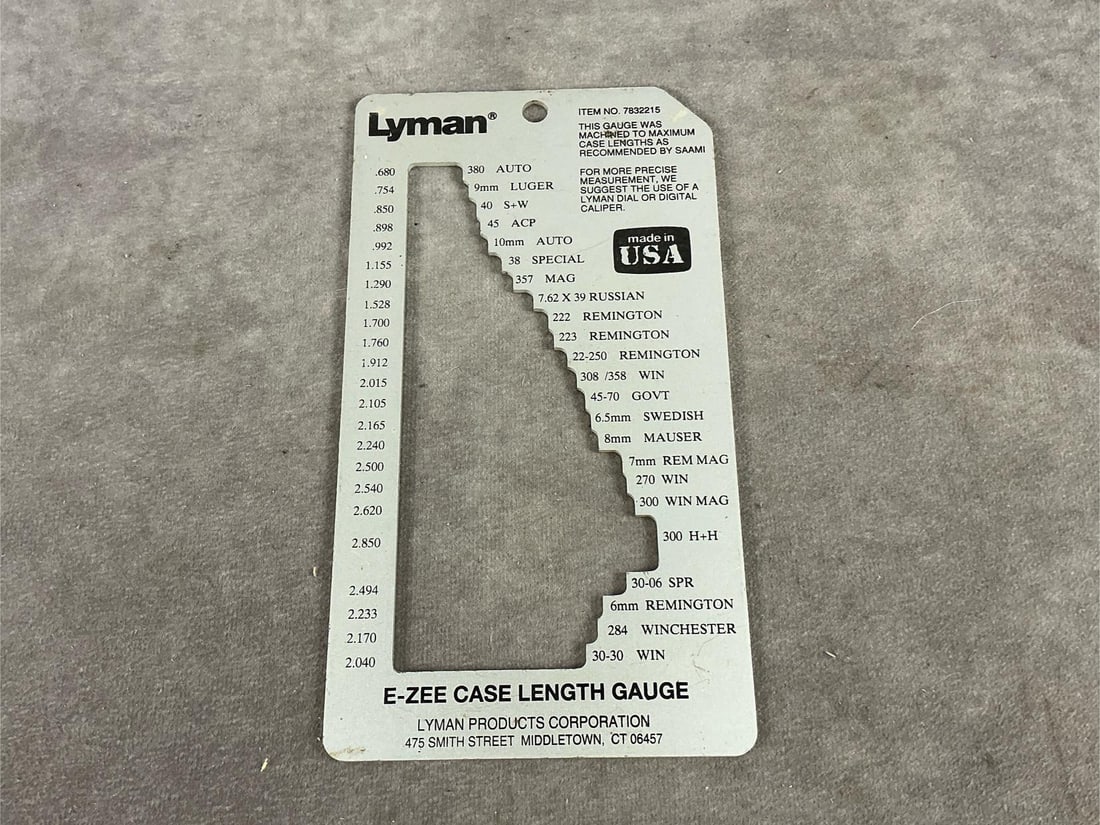 Lyman®
ITEM NO. 7832215
THIS GAUGE WAS
MACHINED TO MAXIMUM
CASE LENGTHS AS
RECOMMENDED BY SAAMI
FOR MORE PRECISE
MEASUREMENT, WE
SUGGEST THE USE OF A
LYMAN DIAL OR DIGITAL
CALIPER.
made in
USA
.680 380 AUTO
.754 9mm LUGER
.850 40 S+W
.898 45 ACP
.992 10mm AUTO
1.155 38 SPECIAL
1.290 357 MAG
1.528 7.62 X 39 RUSSIAN
1.700 222 REMINGTON
1.760 223 REMINGTON
1.912 22-250 REMINGTON
2.015 308 /358 WIN
2.105 45-70 GOVT
2.165 6.5mm SWEDISH
2.240 8mm MAUSER
2.500 7mm REM MAG
2.540 270 WIN
2.620 300 WIN MAG
2.850 300 H+H
2.494 30-06 SPR
2.233 6mm REMINGTON
2.170 284 WINCHESTER
2.040 30-30 WIN
E-ZEE CASE LENGTH GAUGE
LYMAN PRODUCTS CORPORATION
475 SMITH STREET MIDDLETOWN, CT 06457